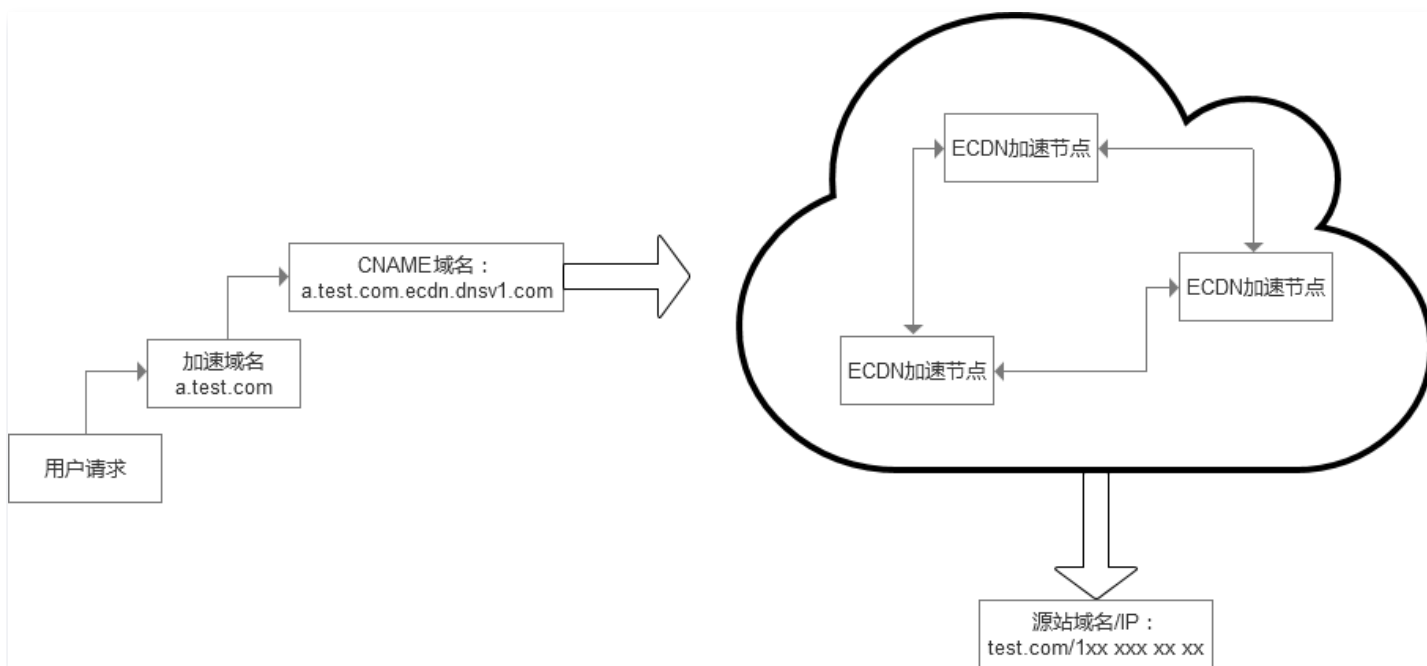 ECDN加速节点
CNAME域名：
a.test.com.ecdn.dnsv1.com
ECDN加速节点
加速域名
a.test.com
ECDN加速节点
用户请求
源站域名/IP：
test.com/1xx xxx xx xx